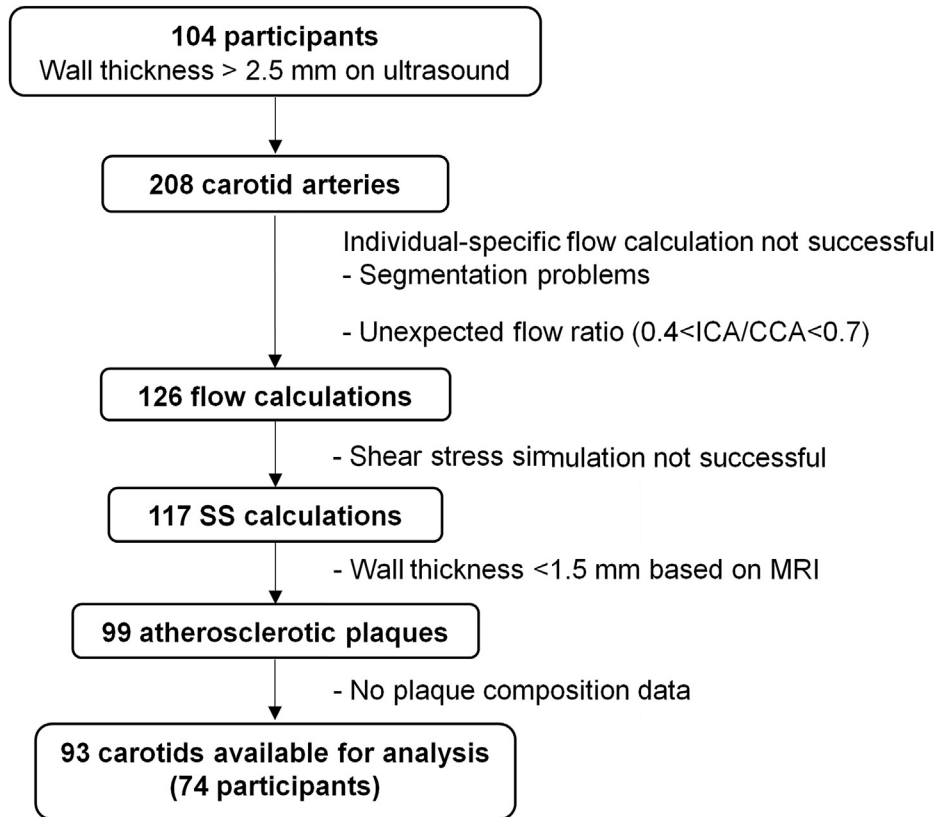 104 participants
Wall thickness > 2.5 mm on ultrasound
208 carotid arteries
Individual-specific flow calculation not successful
- Segmentation problems
- Unexpected flow ratio (0.4<ICA/CCA<0.7)
126 flow calculations
- Shear stress simulation not successful
117 SS calculations
- Wall thickness <1.5 mm based on MRI
99 atherosclerotic plaques
- No plaque composition data
93 carotids available for analysis
(74 participants)